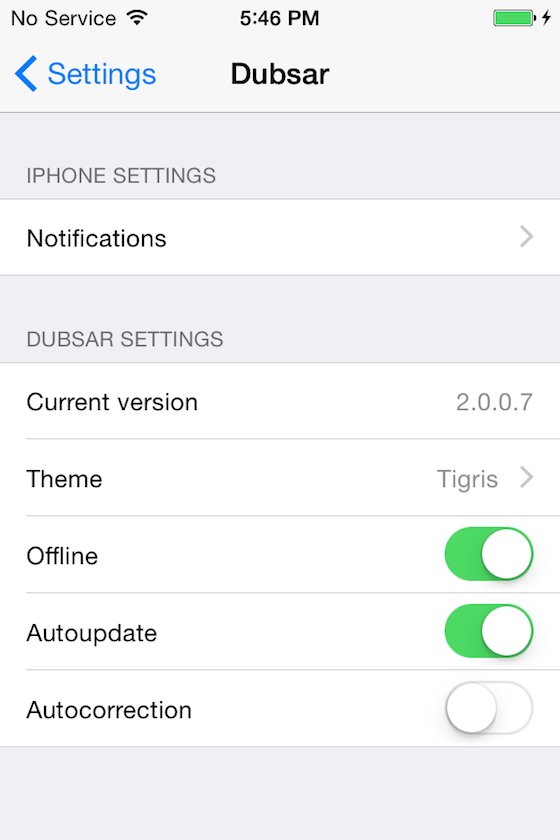 No Service 5:46 PM
Settings Dubsar
IPHONE SETTINGS
Notifications
DUBSAR SETTINGS
Current version 2.0.0.7
Theme Tigris
Offline
Autoupdate
Autocorrection